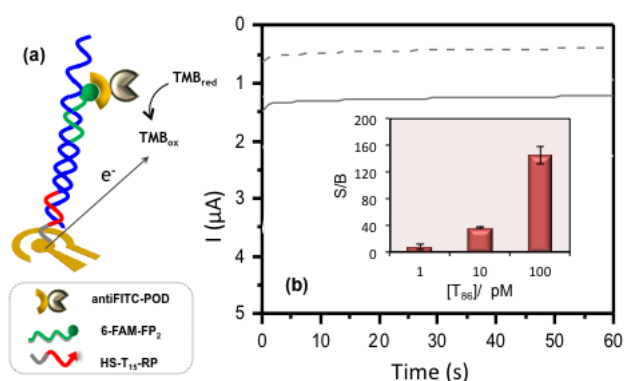 (a)
TMBred
TMBox
e-
antiFITC-POD
6-FAM-FP2
HS-T15-RP
I (µA)
0
1
2
3
4
5
(b)
S/B
200
160
120
80
40
0
1 10 100
[T86]/ pM
0 10 20 30 40 50 60
Time (s)